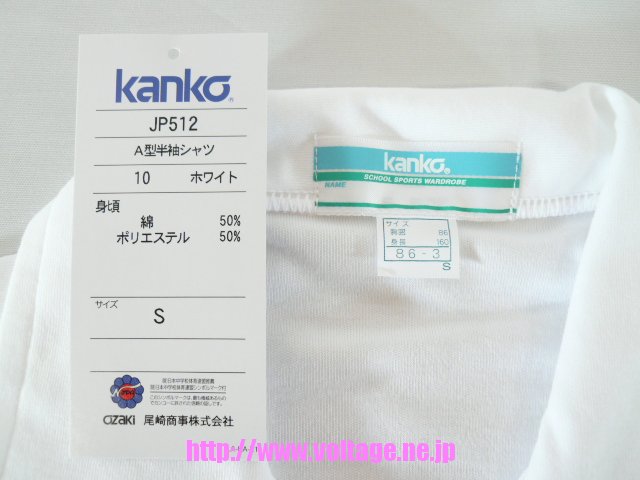 kanko®
JP512
A型半袖シャツ
10 ホワイト
身頃
綿 50%
ポリエステル 50%
サイズ
S
ozaki 尾崎商事株式会社
kanko®
SCHOOL SPORTS WARDROBE
NAME
サイズ
胸囲 86
身長 160
86-3
S
http://www.voltage.ne.jp